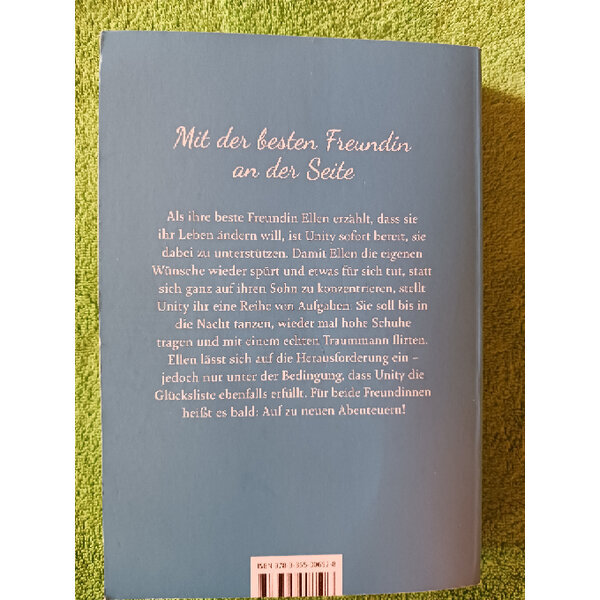 Mit der besten Freundin
an der Seite
Als ihre beste Freundin Ellen erzählt, dass sie
ihr Leben ändern will, ist Unity sofort bereit, sie
dabei zu unterstützen. Damit Ellen die eigenen
Wünsche wieder spürt und etwas für sich tut, statt
sich ganz auf ihren Sohn zu konzentrieren, stellt
Unity ihr eine Reihe von Aufgaben: Sie soll bis in
die Nacht tanzen, wieder mal hohe Schuhe
tragen und mit einem echten Traummann flirten.
Ellen lässt sich auf die Herausforderung ein –
jedoch nur unter der Bedingung, dass Unity die
Glücksliste ebenfalls erfüllt. Für beide Freundinnen
heißt es bald: Auf zu neuen Abenteuern!
ISBN 978